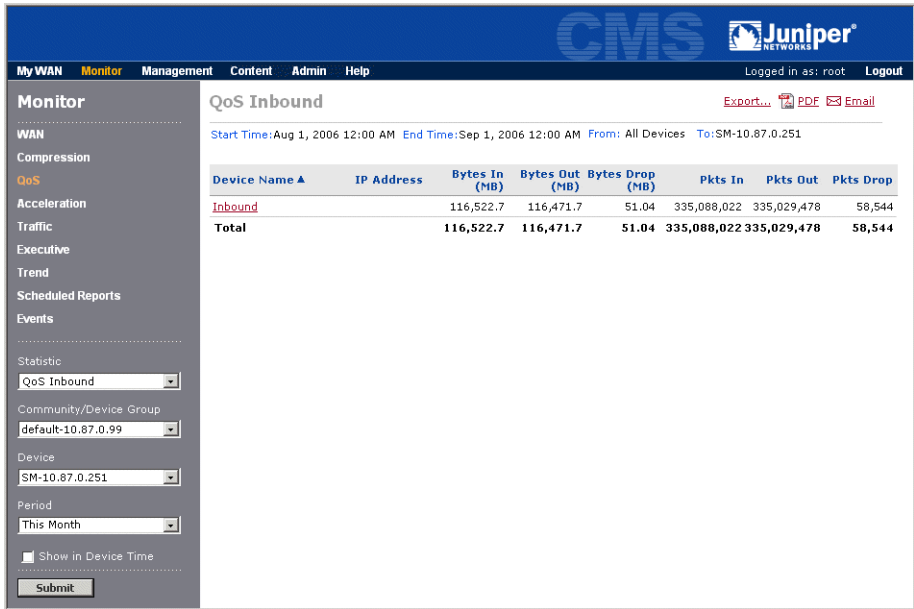 CMS Juniper NETWORKS
My WAN Monitor Management Content Admin Help Logged in as: root Logout
Monitor
WAN
Compression
QoS
Acceleration
Traffic
Executive
Trend
Scheduled Reports
Events
Statistic
QoS Inbound
Community/Device Group
default-10.87.0.99
Device
SM-10.87.0.251
Period
This Month
Show in Device Time
Submit
QoS Inbound
Export... PDF Email
Start Time:Aug 1, 2006 12:00 AM End Time:Sep 1, 2006 12:00 AM From: All Devices To:SM-10.87.0.251
Device Name IP Address Bytes In (MB) Bytes Out (MB) Bytes Drop (MB) Pkts In Pkts Out Pkts Drop
Inbound 116,522.7 116,471.7 51.04 335,088,022 335,029,478 58,544
Total 116,522.7 116,471.7 51.04 335,088,022 335,029,478 58,544